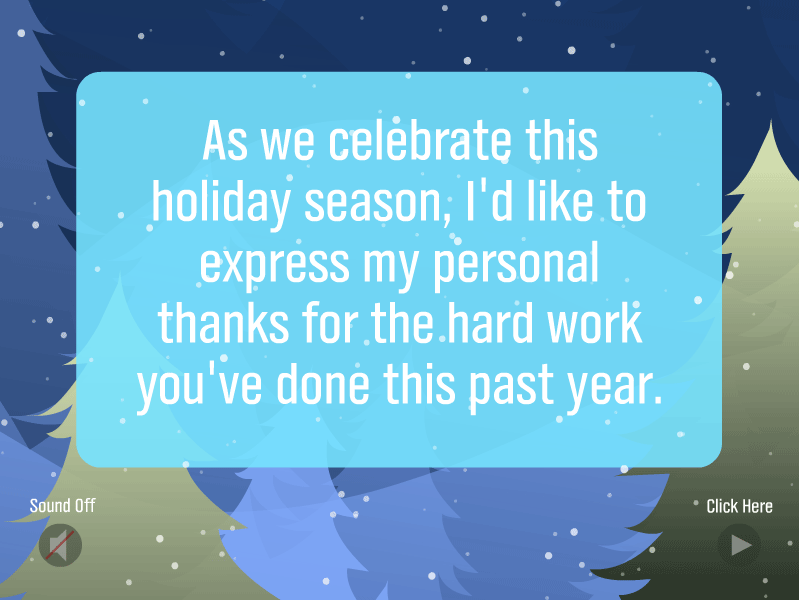 As we celebrate this
holiday season, I'd like to
express my personal
thanks for the hard work
you've done this past year.
Sound Off
Click Here